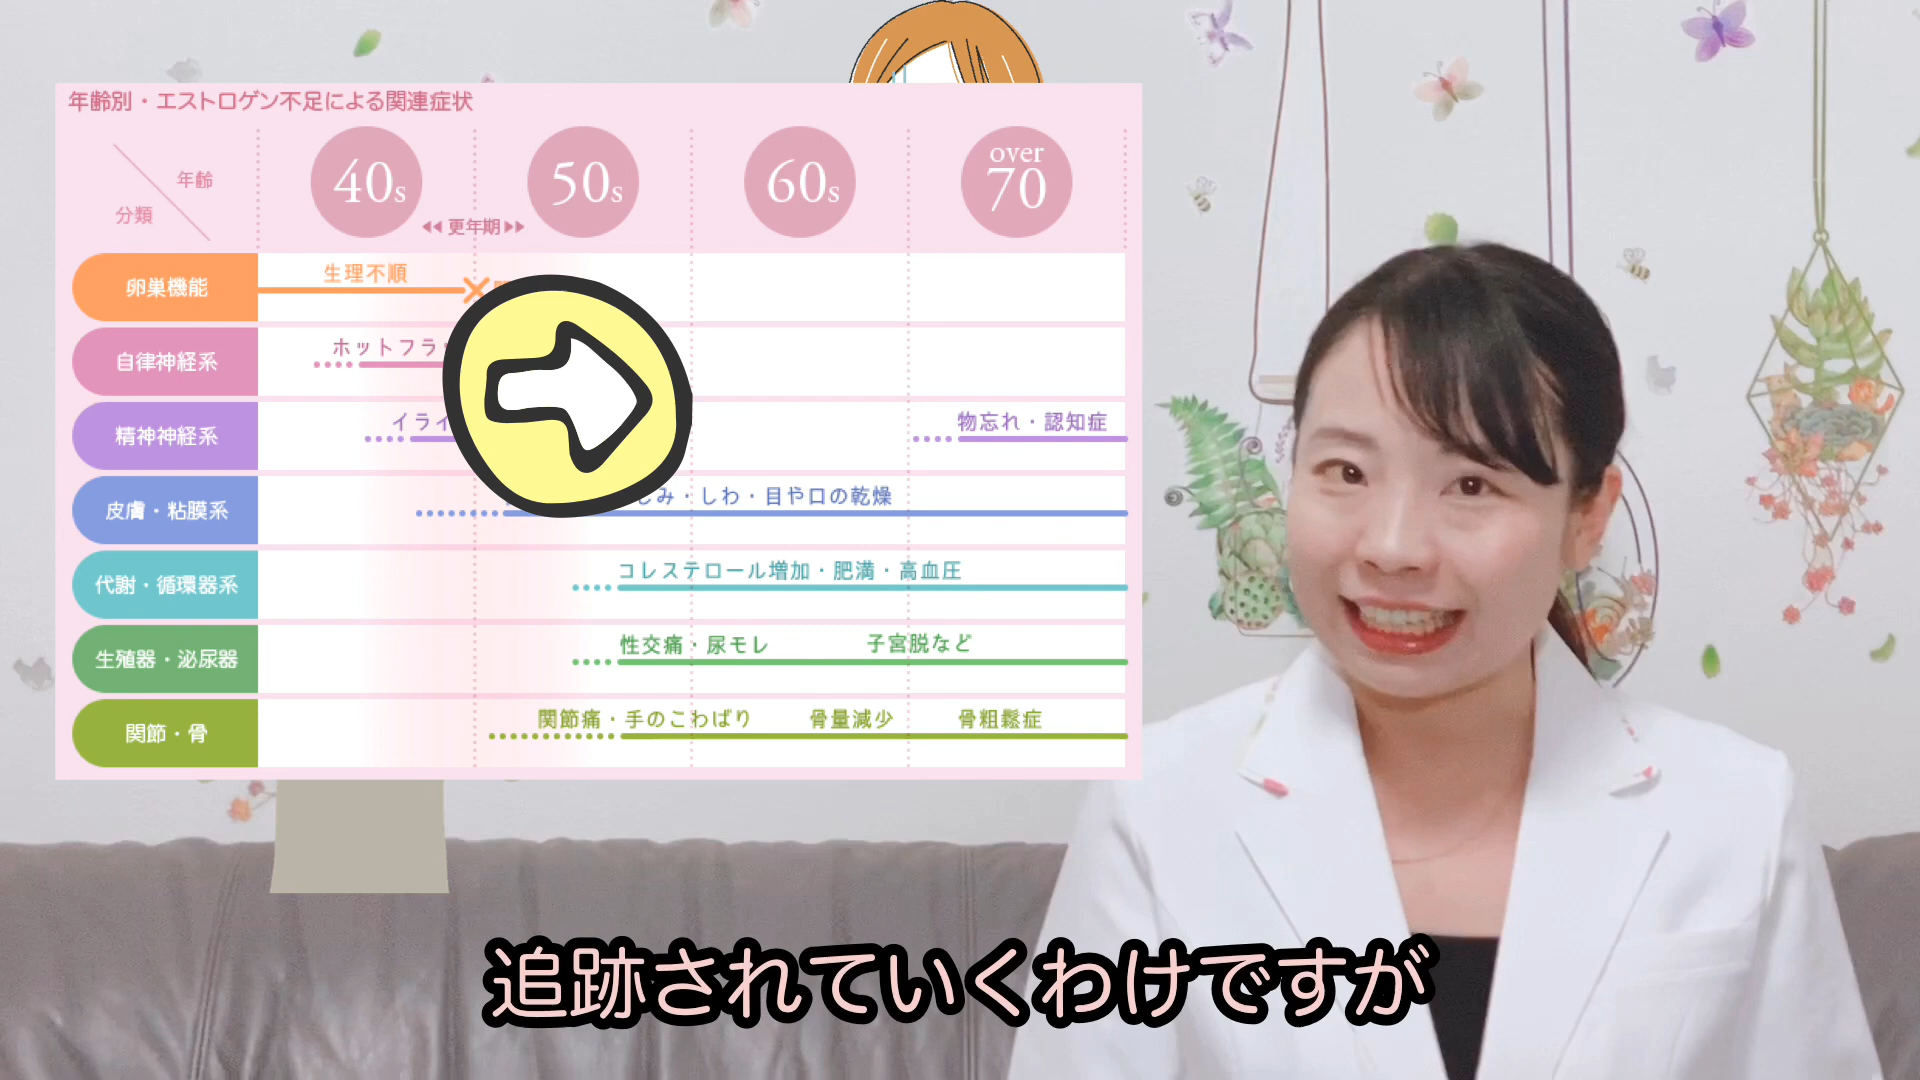 年齢別・エストロゲン不足による関連症状
年齢
分類
40s
50s
60s
over
70
更年期
卵巣機能
生理不順
自律神経系
ホットフラ
精神神経系
イライ
物忘れ・認知症
皮膚・粘膜系
しみ・しわ・目や口の乾燥
代謝・循環器系
コレステロール増加・肥満・高血圧
生殖器・泌尿器
性交痛・尿モレ
子宮脱など
関節・骨
関節痛・手のこわばり
骨量減少
骨粗鬆症
追跡されていくわけですが